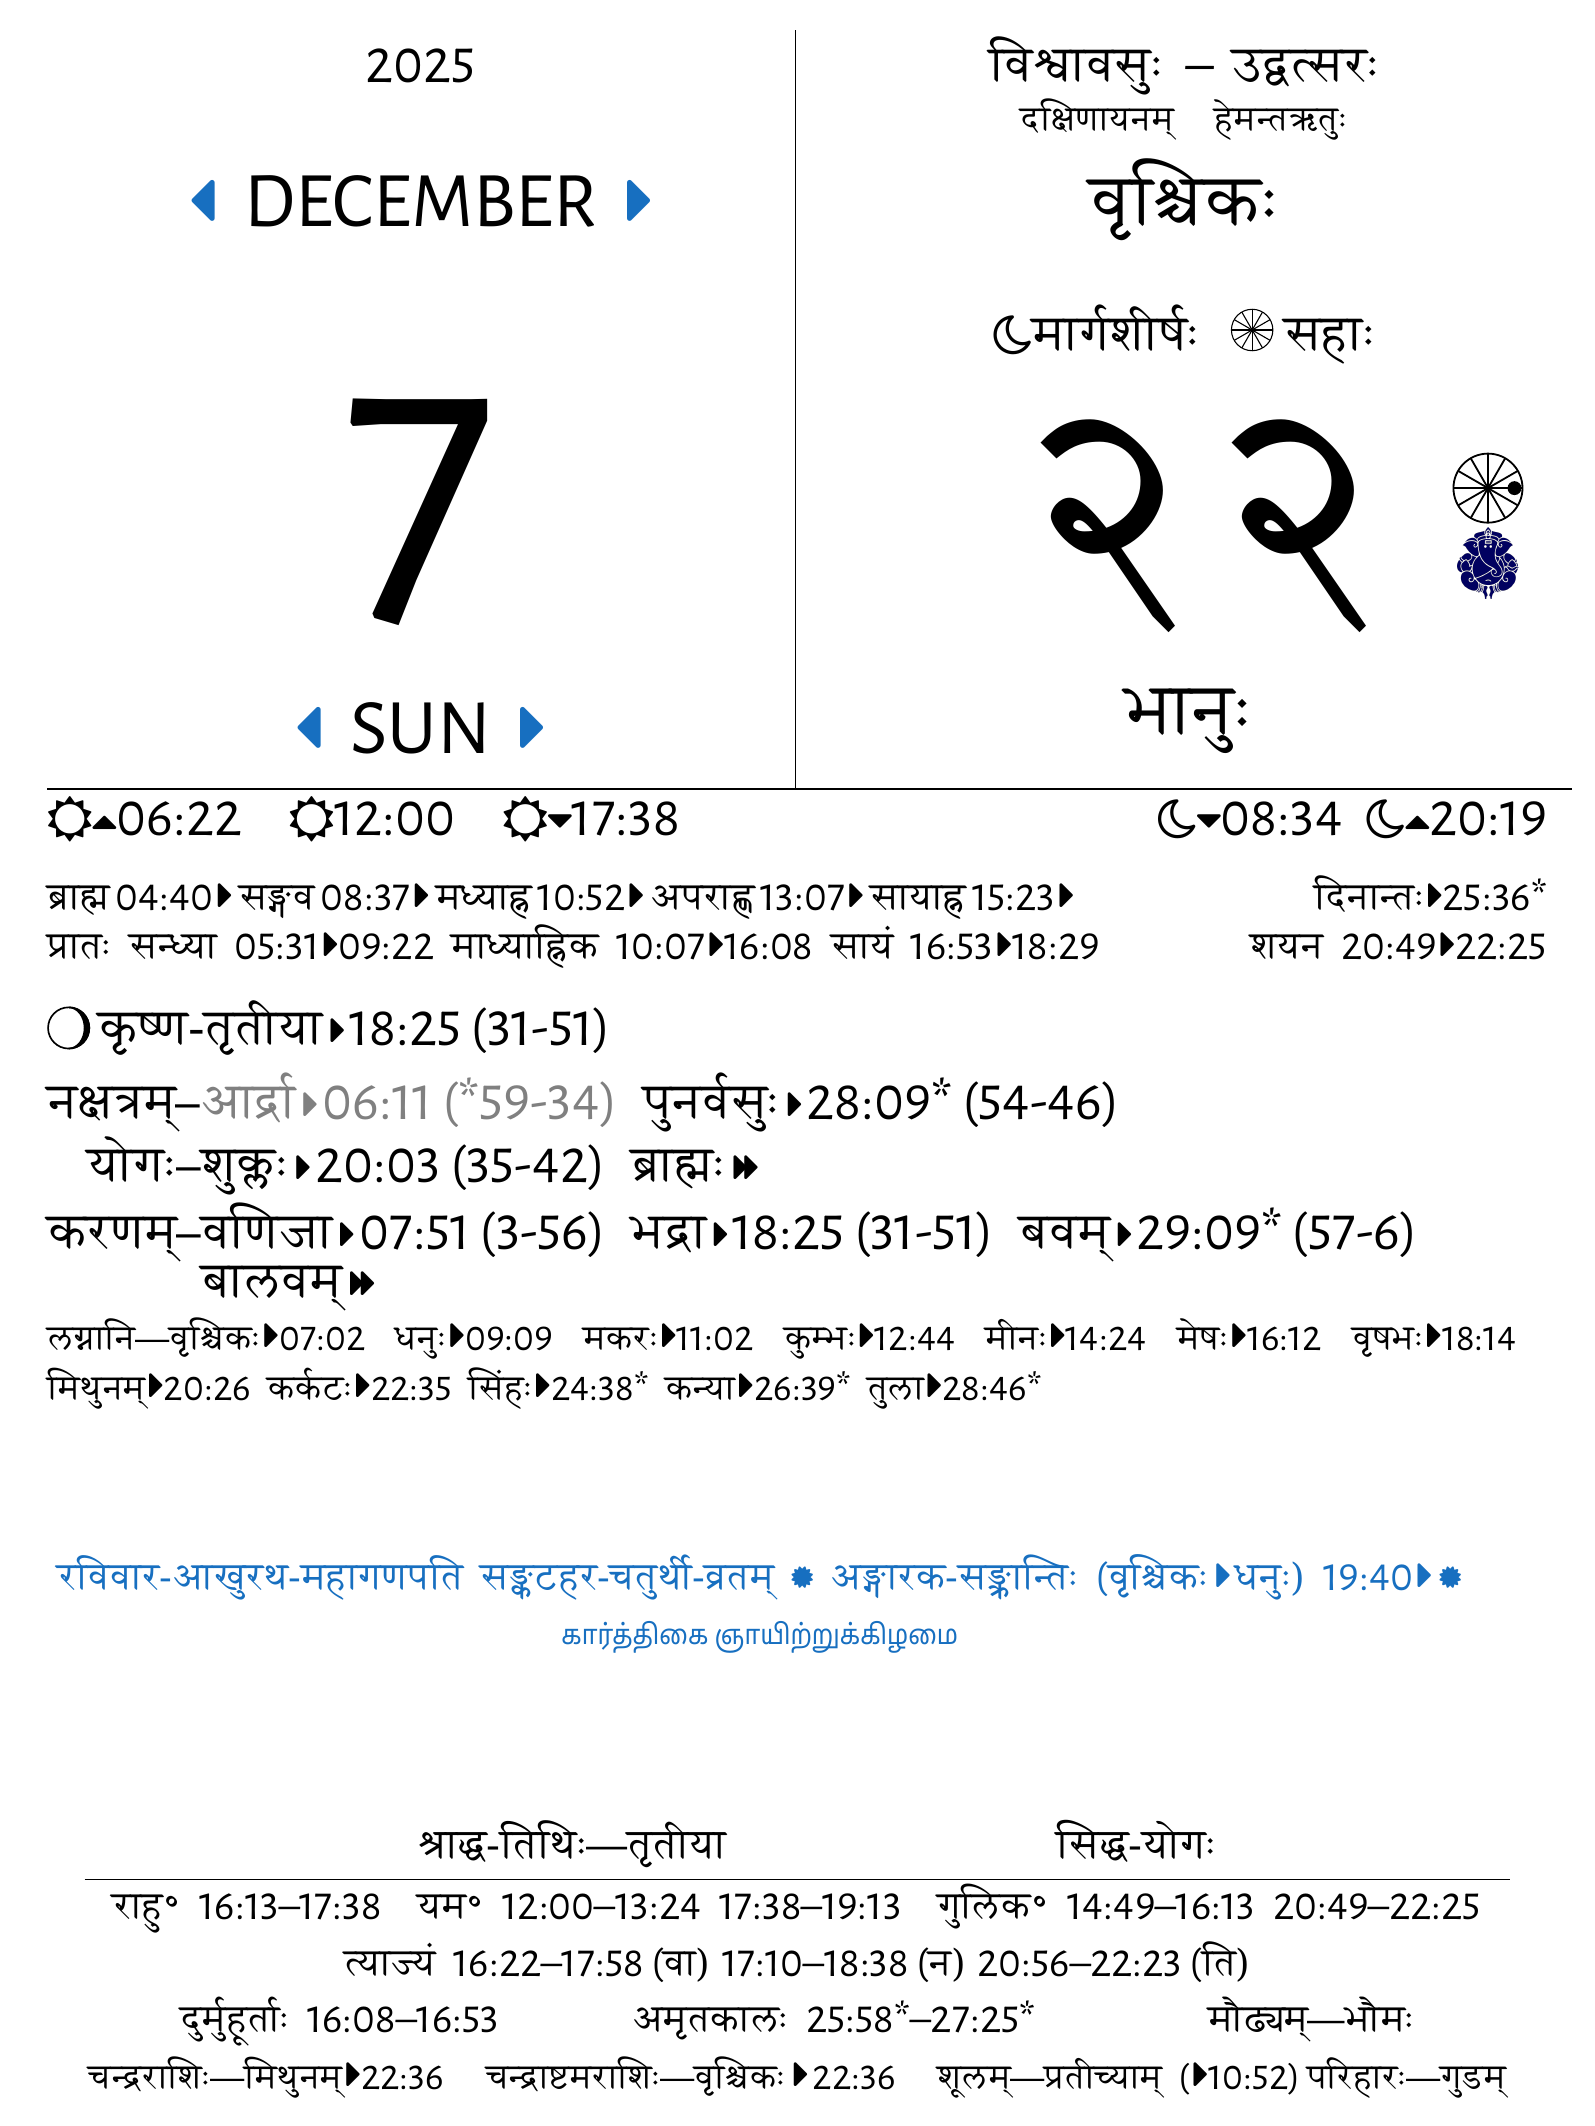 2025
DECEMBER
7
SUN
विश्वावसुः – उद्वत्सरः
दक्षिणायनम् हेमन्तऋतुः
वृश्चिकः
मार्गशीर्षः सहाः
२२
भानुः
06:22 12:00 17:38 08:34 20:19
ब्राह्म 04:40 सङ्गव 08:37 मध्याह्न 10:52 अपराह्ण 13:07 सायाह्न 15:23 दिनान्तः 25:36*
प्रातः सन्ध्या 05:31 09:22 माध्याह्निक 10:07 16:08 सायं 16:53 18:29 शयन 20:49 22:25
कृष्ण-तृतीया 18:25 (31-51)
नक्षत्रम्–आर्द्रा 06:11 (*59-34) पुनर्वसुः 28:09* (54-46)
योगः–शुक्लः 20:03 (35-42) ब्राह्मः
करणम्–वणिजा 07:51 (3-56) भद्रा 18:25 (31-51) बवम् 29:09* (57-6)
बालवम्
लग्नानि—वृश्चिकः 07:02 धनुः 09:09 मकरः 11:02 कुम्भः 12:44 मीनः 14:24 मेषः 16:12 वृषभः 18:14
मिथुनम् 20:26 कर्कटः 22:35 सिंहः 24:38* कन्या 26:39* तुला 28:46*
रविवार-आखुरथ-महागणपति सङ्कटहर-चतुर्थी-व्रतम् ✹ अङ्गारक-सङ्क्रान्तिः (वृश्चिकः धनुः) 19:40 ✹
கார்த்திகை ஞாயிற்றுக்கிழமை
श्राद्ध-तिथिः—तृतीया सिद्ध-योगः
राहु° 16:13–17:38 यम° 12:00–13:24 17:38–19:13 गुलिक° 14:49–16:13 20:49–22:25
त्याज्यं 16:22–17:58 (वा) 17:10–18:38 (न) 20:56–22:23 (ति)
दुर्मुहूर्ताः 16:08–16:53 अमृतकालः 25:58*–27:25* मौढ्यम्—भौमः
चन्द्रराशिः—मिथुनम् 22:36 चन्द्राष्टमराशिः—वृश्चिकः 22:36 शूलम्—प्रतीच्याम् ( 10:52) परिहारः—गुडम्